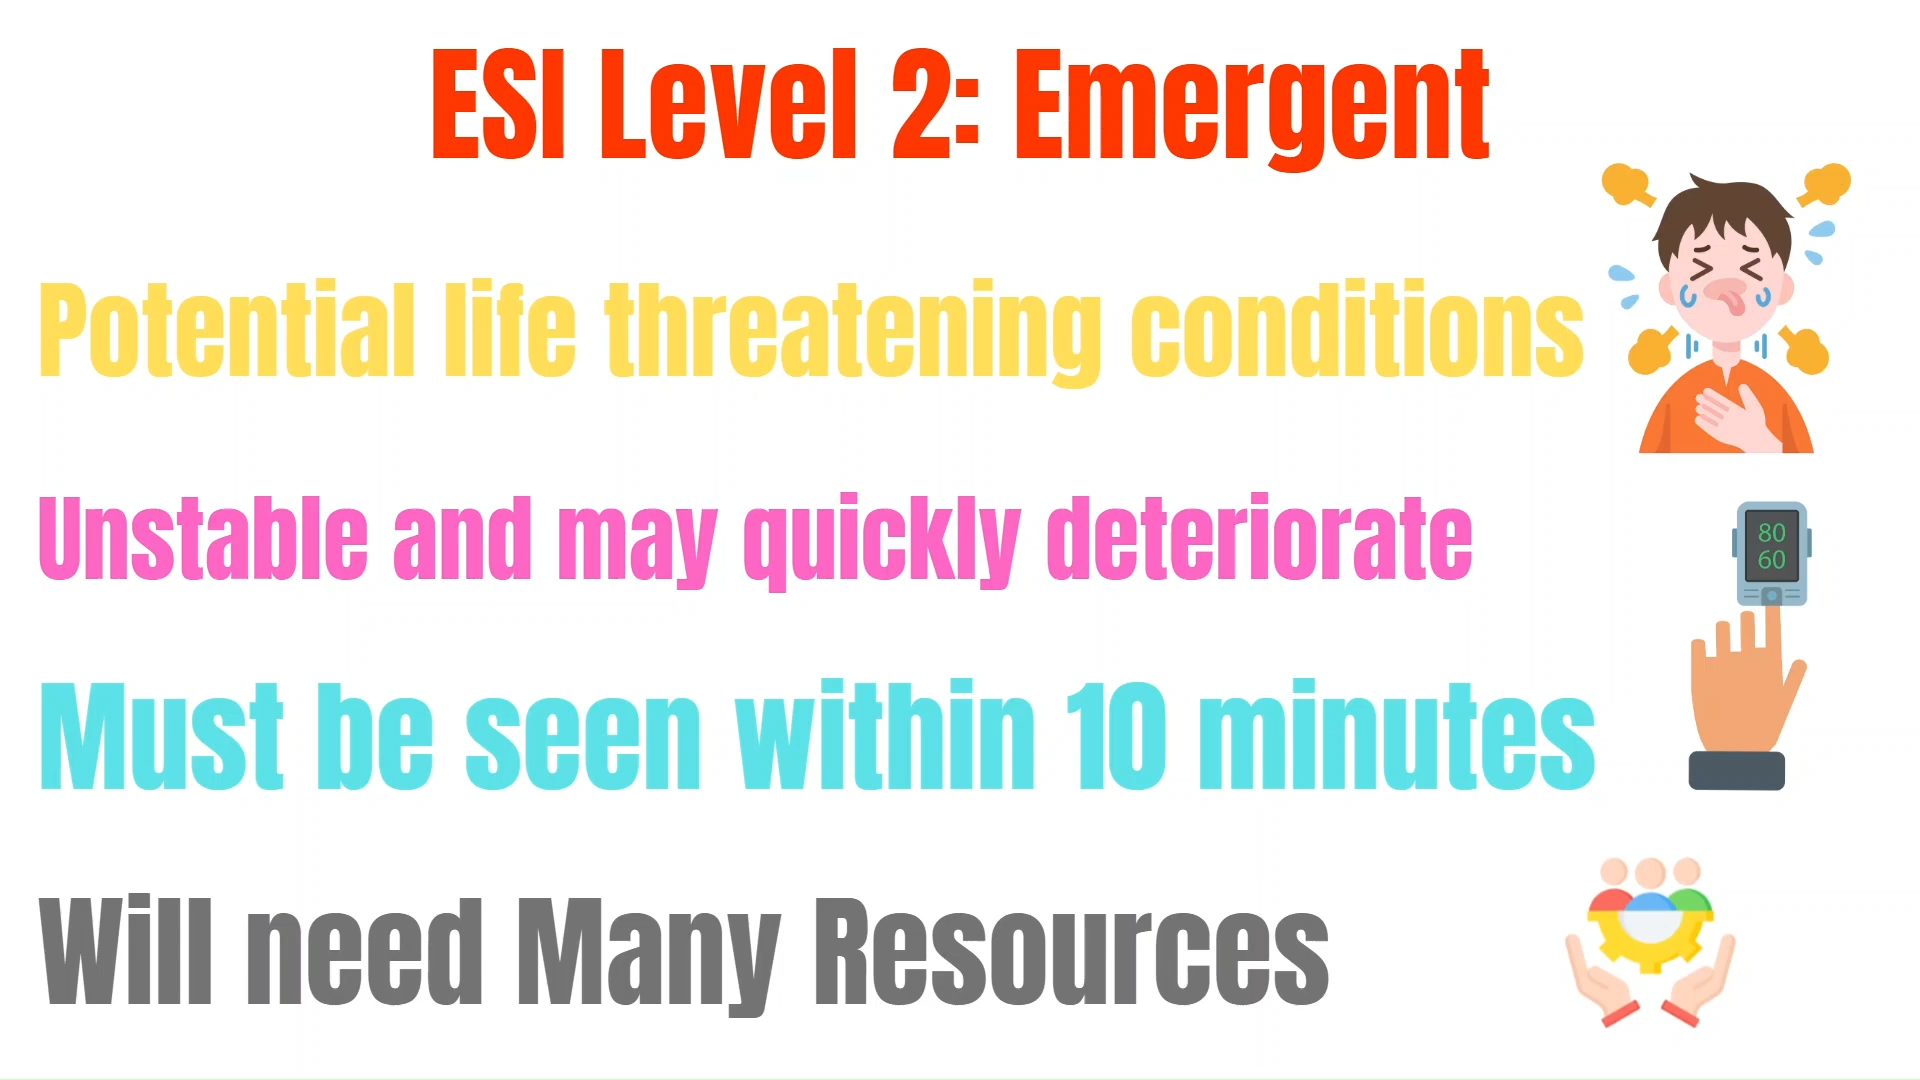 ESI Level 2: Emergent
Potential life threatening conditions
Unstable and may quickly deteriorate
80
60
Must be seen within 10 minutes
Will need Many Resources